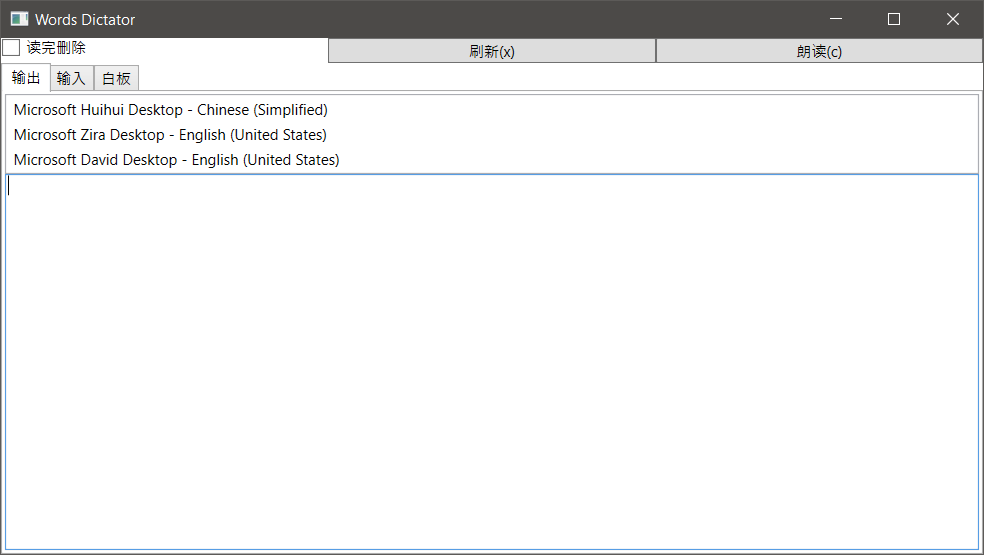 Words Dictator
读完删除 刷新(x) 朗读(c)
输出 输入 白板
Microsoft Huihui Desktop - Chinese (Simplified)
Microsoft Zira Desktop - English (United States)
Microsoft David Desktop - English (United States)